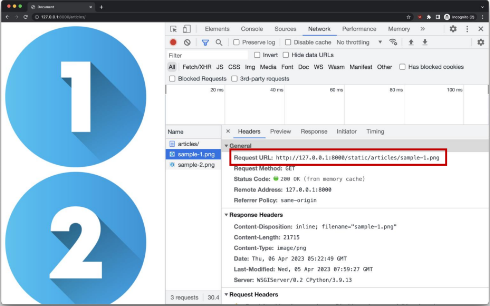 Document
127.0.0.1:8000/articles/
Incognito (2)
Elements Console Sources Network Performance Memory
Preserve log Disable cache No throttling
Filter Invert Hide data URLs
All Fetch/XHR JS CSS Img Media Font Doc WS Wasm Manifest Other Has blocked cookies
Blocked Requests 3rd-party requests
20 ms 40 ms 60 ms 80 ms 100 ms
Name Headers Preview Response Initiator Timing
articles/
sample-1.png
sample-2.png
General
Request URL: http://127.0.0.1:8000/static/articles/sample-1.png
Request Method: GET
Status Code: 200 OK (from memory cache)
Remote Address: 127.0.0.1:8000
Referrer Policy: same-origin
Response Headers
Content-Disposition: inline; filename="sample-1.png"
Content-Length: 21715
Content-Type: image/png
Date: Thu, 06 Apr 2023 05:22:49 GMT
Last-Modified: Wed, 05 Apr 2023 07:59:27 GMT
Server: WSGIServer/0.2 CPython/3.9.13
Request Headers
3 requests 30.4
1
2